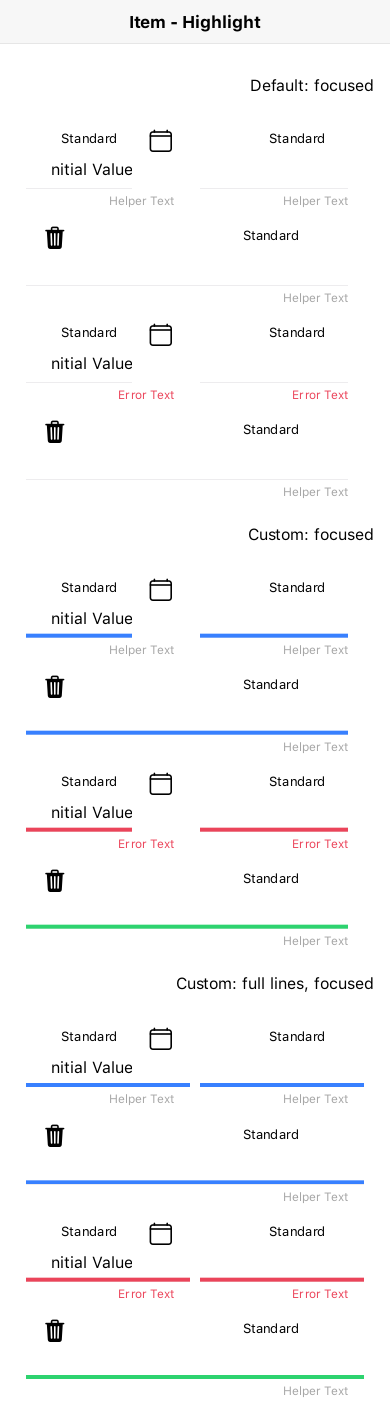 Item - Highlight
Default: focused
Standard Standard
nitial Value
Helper Text Helper Text
Standard
Helper Text
Standard Standard
nitial Value
Error Text Error Text
Standard
Helper Text
Custom: focused
Standard Standard
nitial Value
Helper Text Helper Text
Standard
Helper Text
Standard Standard
nitial Value
Error Text Error Text
Standard
Helper Text
Custom: full lines, focused
Standard Standard
nitial Value
Helper Text Helper Text
Standard
Helper Text
Standard Standard
nitial Value
Error Text Error Text
Standard
Helper Text